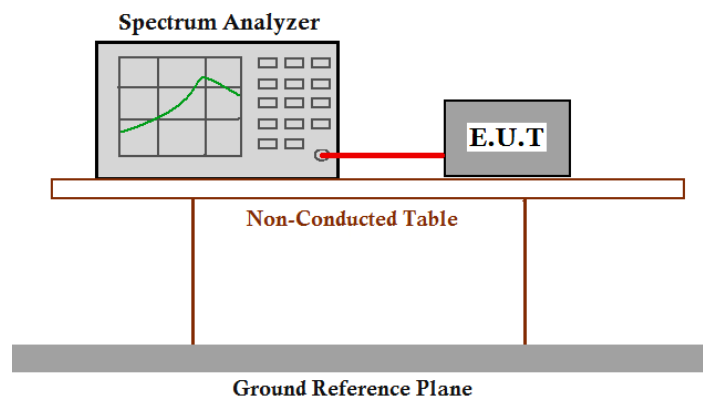 Spectrum Analyzer
E.U.T
Non-Conducted Table
Ground Reference Plane